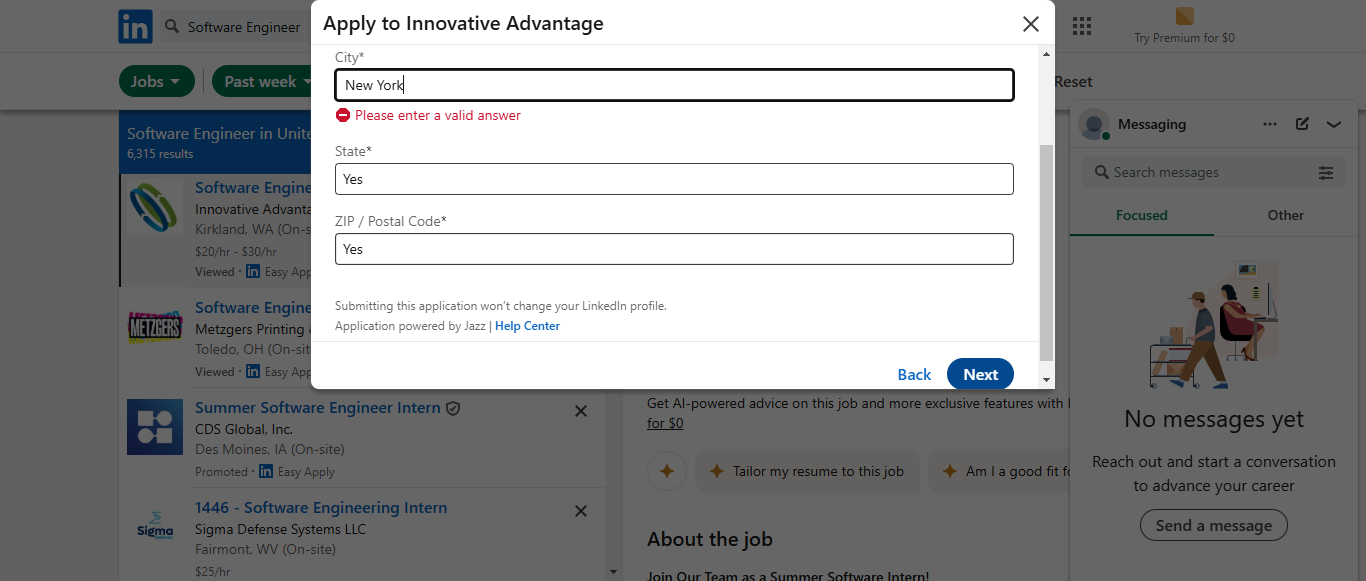 in
Software Engineer
Try Premium for $0
Jobs
Past week
Reset
Software Engineer in Unite
6,315 results
Software Engine
Innovative Advanta
Kirkland, WA (On-s
$20/hr - $30/hr
Viewed · in Easy App
METZGERS
Software Engine
Metzgers Printing
Toledo, OH (On-sit
Viewed · in Easy App
Summer Software Engineer Intern
CDS Global, Inc.
Des Moines, IA (On-site)
Promoted · in Easy Apply
Sigma
1446 - Software Engineering Intern
Sigma Defense Systems LLC
Fairmont, WV (On-site)
$25/hr
Apply to Innovative Advantage
City*
New York
Please enter a valid answer
State*
Yes
ZIP / Postal Code*
Yes
Submitting this application won't change your LinkedIn profile.
Application powered by Jazz | Help Center
Back
Next
Get AI-powered advice on this job and more exclusive features with
for $0
Tailor my resume to this job
Am I a good fit fo
About the job
Join Our Team as a Summer Software Intern!
Messaging
Search messages
Focused
Other
No messages yet
Reach out and start a conversation
to advance your career
Send a message